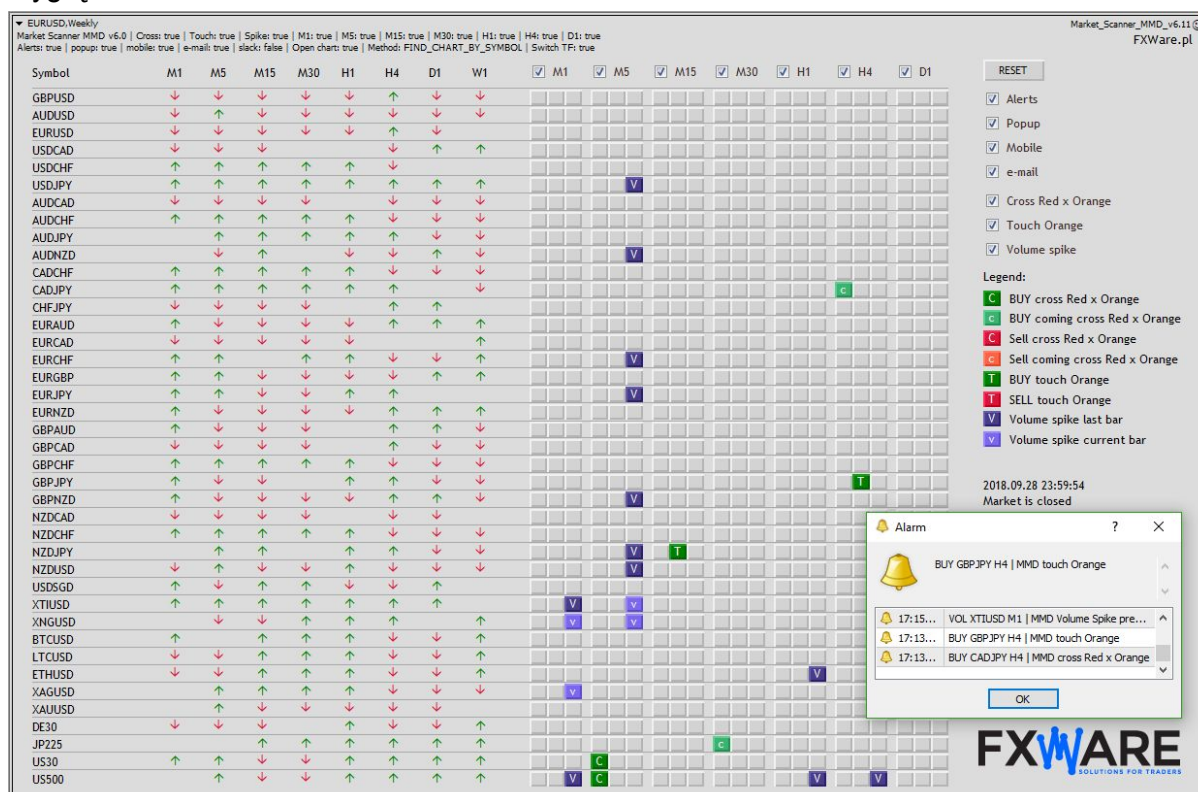 EURUSD,Weekly
Market Scanner MMD v6.0 | Cross: true | Touch: true | Spike: true | M1: true | M5: true | M15: true | M30: true | H1: true | H4: true | D1: true
Alerts: true | popup: true | mobile: true | e-mail: true | slack: false | Open chart: true | Method: FIND_CHART_BY_SYMBOL | Switch TF: true
Market_Scanner_MMD_v6.11
FXWare.pl
Symbol M1 M5 M15 M30 H1 H4 D1 W1 M1 M5 M15 M30 H1 H4 D1
GBPUSD
AUDUSD
EURUSD
USDCAD
USDCHF
USDJPY V
AUDCAD
AUDCHF
AUDJPY
AUDNZD V
CADCHF
CADJPY c
CHFJPY
EURAUD
EURCAD
EURCHF V
EURGBP
EURJPY V
EURNZD
GBPAUD
GBPCAD
GBPCHF
GBPJPY T
GBPNZD V
NZDCAD
NZDCHF
NZDJPY V T
NZDUSD V
USDSGD
XTIUSD V v
XNGUSD v v
BTCUSD
LTCUSD
ETHUSD V
XAGUSD v
XAUUSD
DE30
JP225 c
US30 C
US500 V C V V
RESET
Alerts
Popup
Mobile
e-mail
Cross Red x Orange
Touch Orange
Volume spike
Legend:
C BUY cross Red x Orange
c BUY coming cross Red x Orange
C Sell cross Red x Orange
c Sell coming cross Red x Orange
T BUY touch Orange
T SELL touch Orange
V Volume spike last bar
v Volume spike current bar
2018.09.28 23:59:54
Market is closed
Alarm ? ×
BUY GBPJPY H4 | MMD touch Orange
17:15... VOL XTIUSD M1 | MMD Volume Spike pre...
17:13... BUY GBPJPY H4 | MMD touch Orange
17:13... BUY CADJPY H4 | MMD cross Red x Orange
OK
FXWARE
SOLUTIONS FOR TRADERS